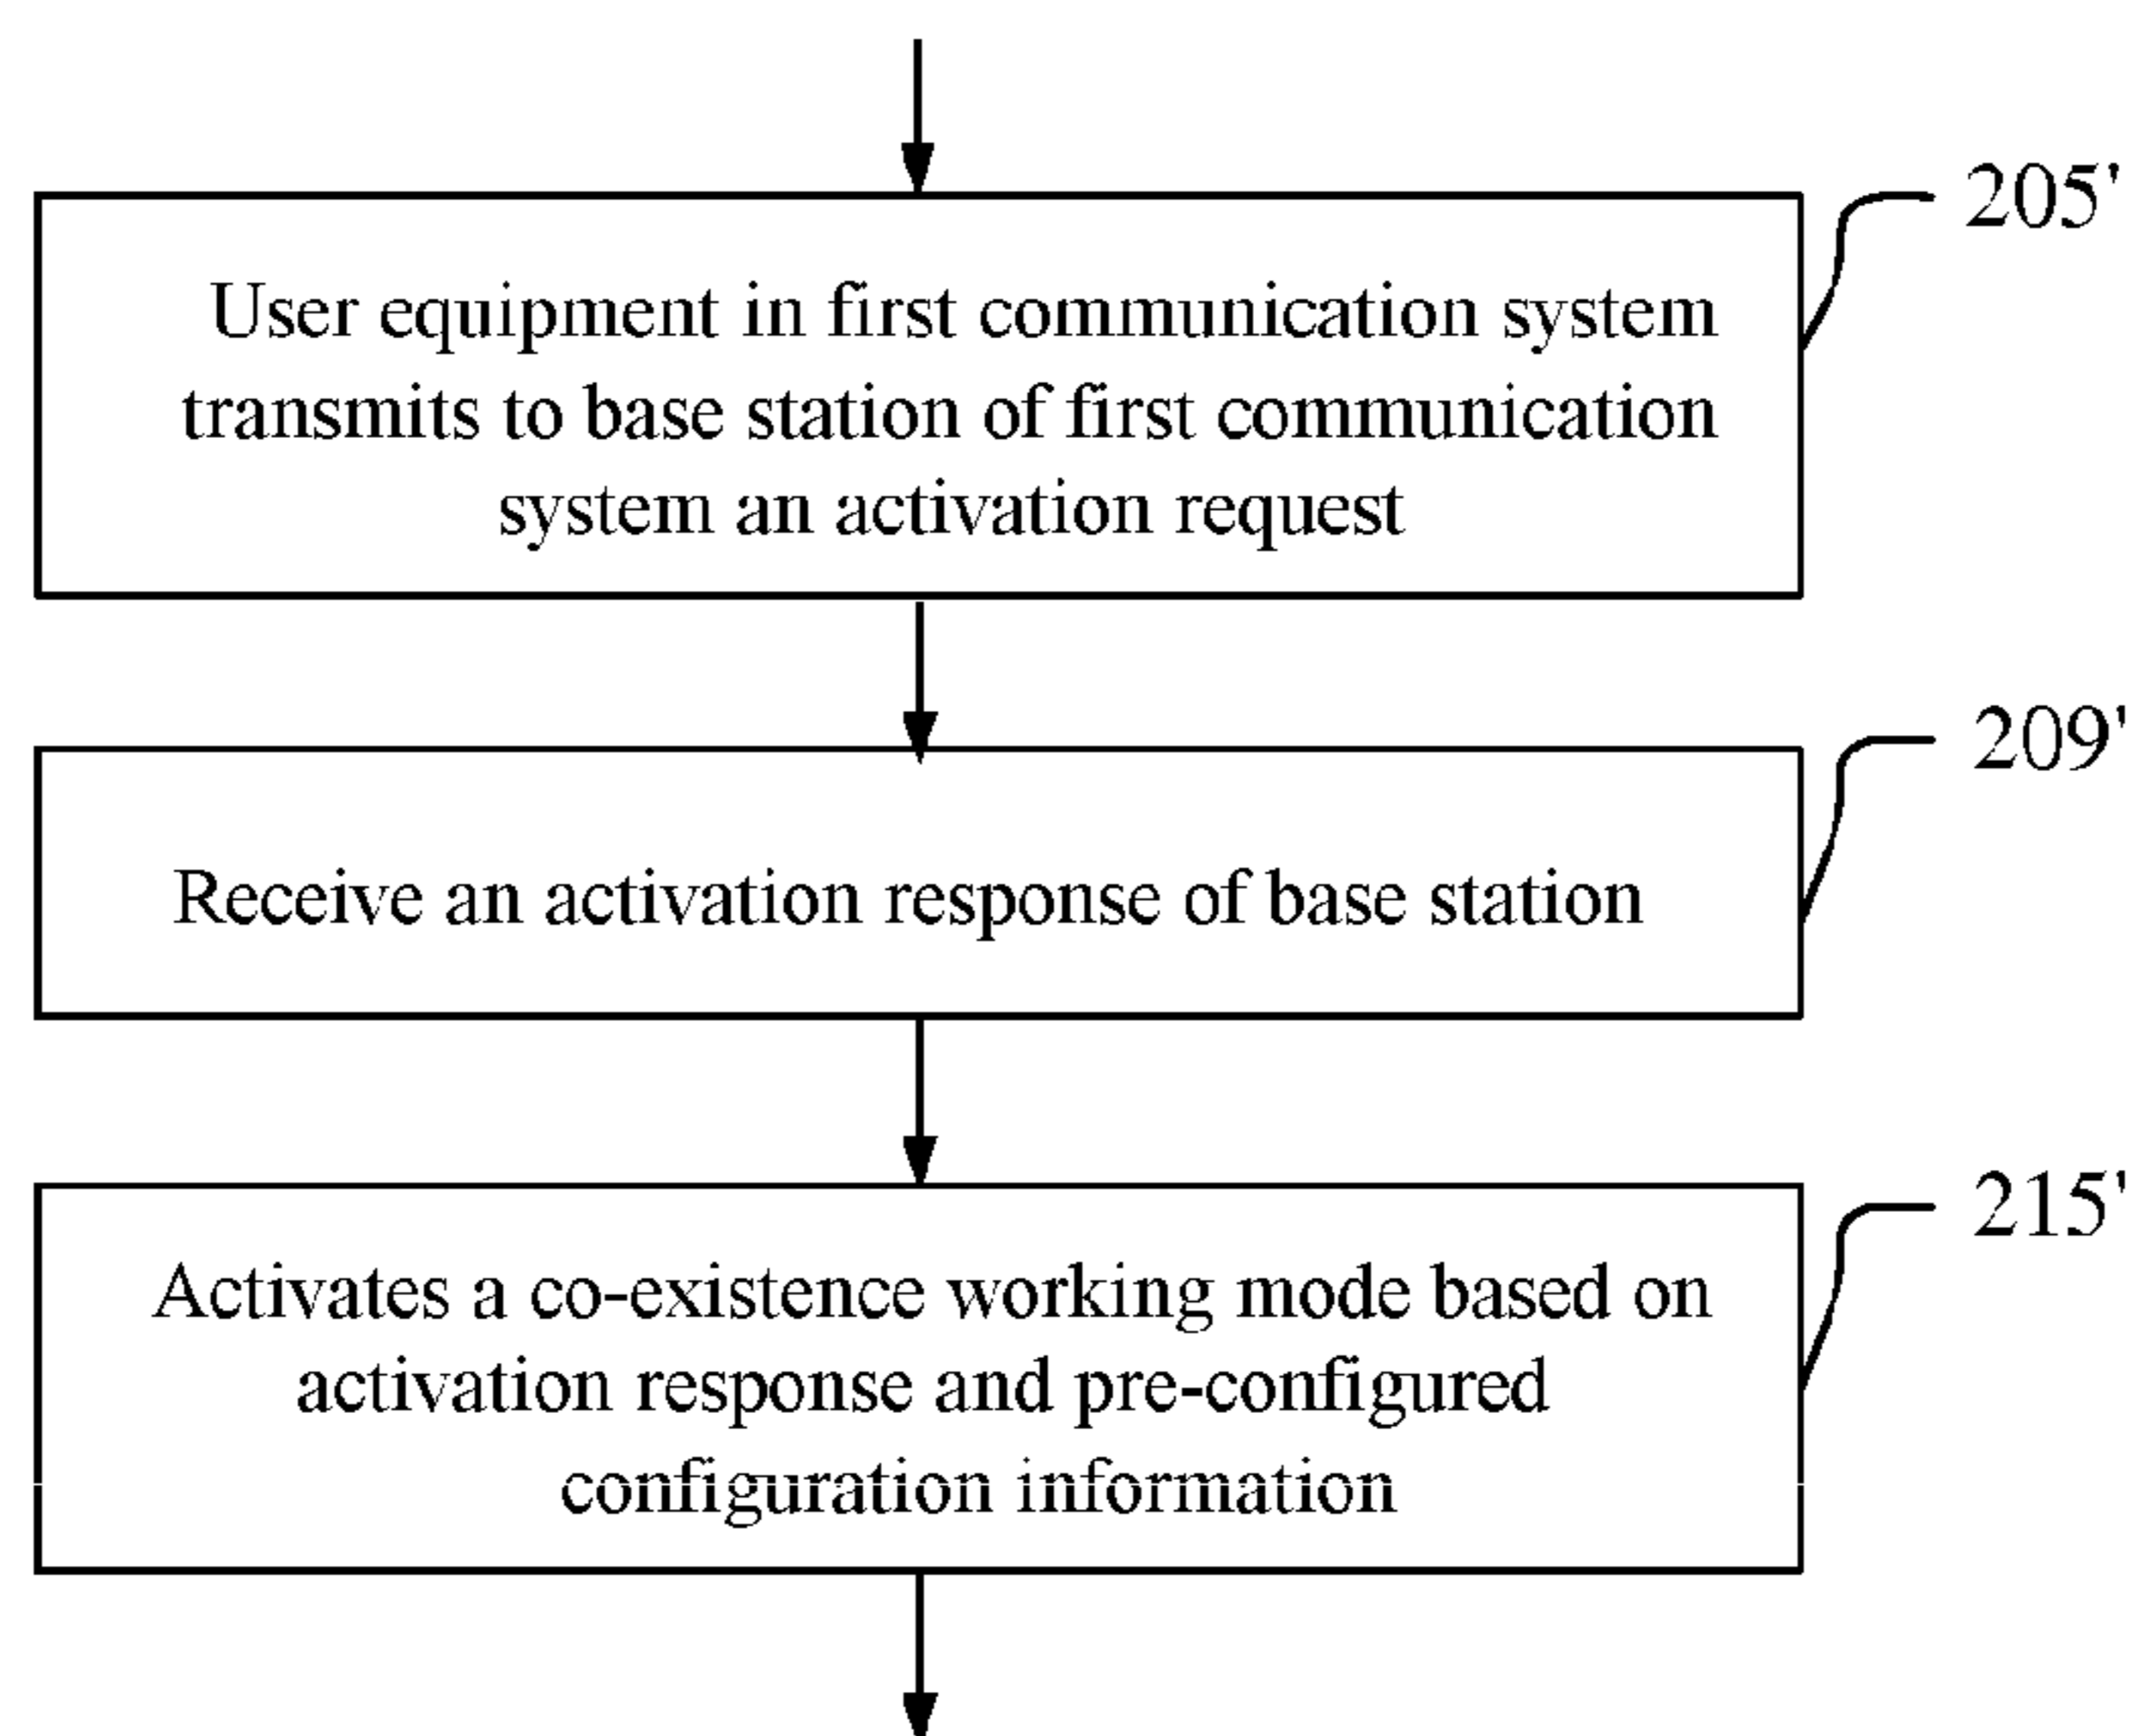 205'
User equipment in first communication system
transmits to base station of first communication
system an activation request
209'
Receive an activation response of base station
215'
Activates a co-existence working mode based on
activation response and pre-configured
configuration information